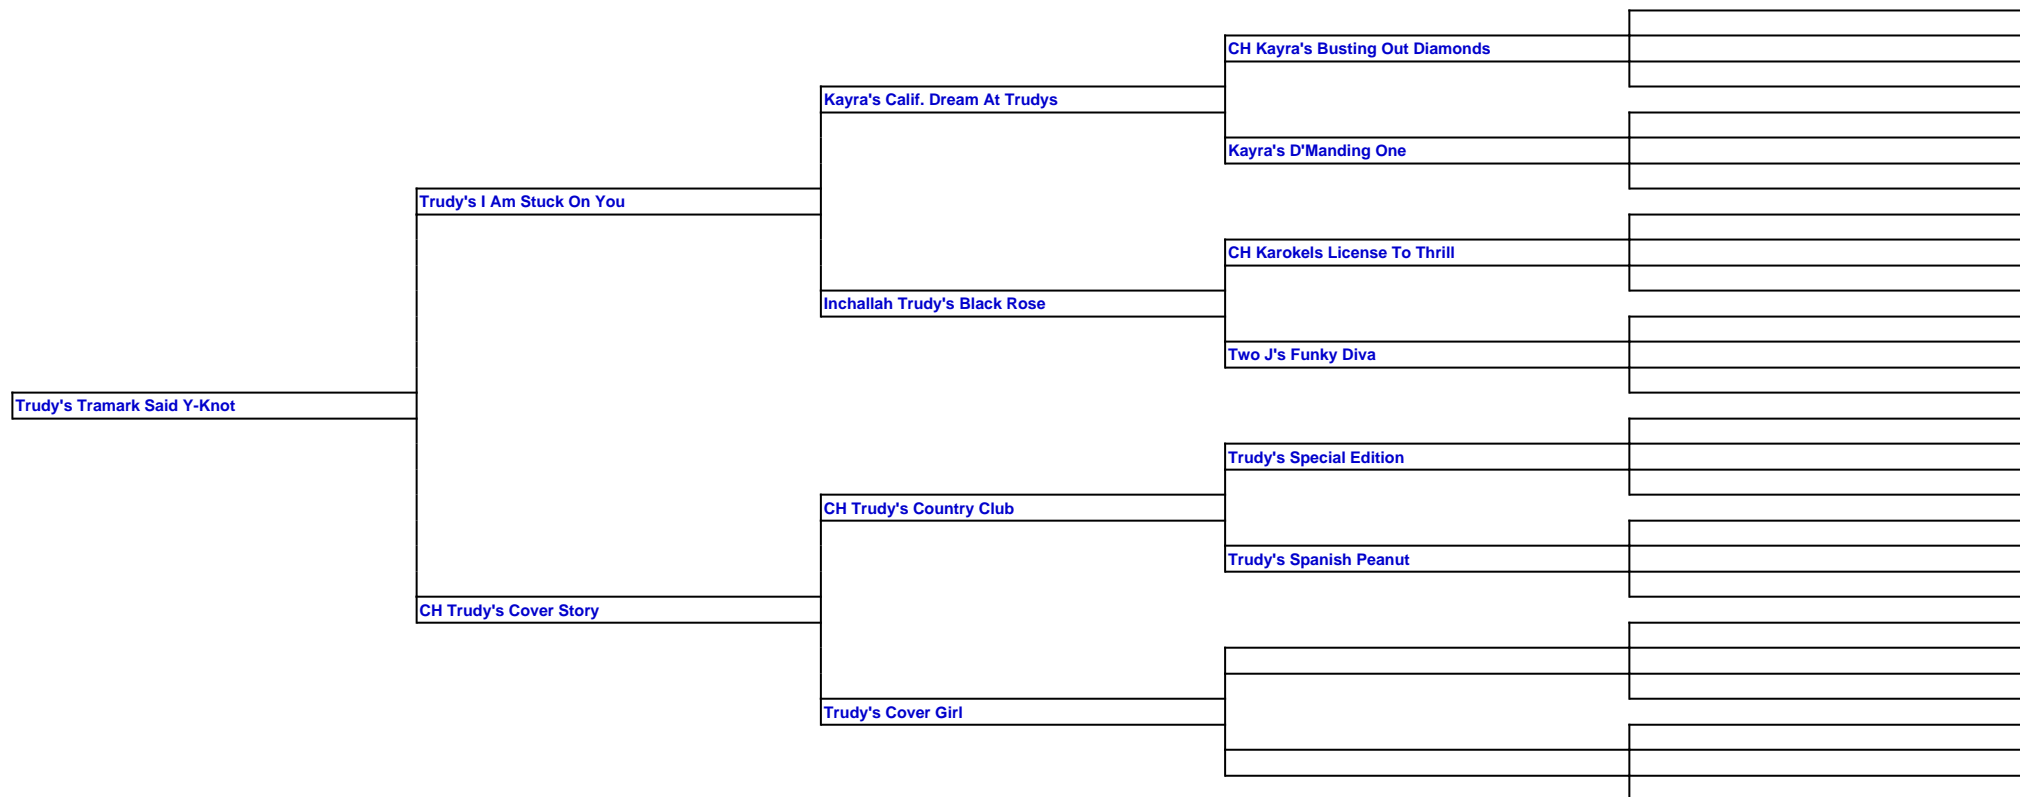 CH Kayra's Busting Out Diamonds
Kayra's Calif. Dream At Trudys
Kayra's D'Manding One
Trudy's I Am Stuck On You
CH Karokels License To Thrill
Inchallah Trudy's Black Rose
Two J's Funky Diva
Trudy's Tramark Said Y-Knot
Trudy's Special Edition
CH Trudy's Country Club
Trudy's Spanish Peanut
CH Trudy's Cover Story
Trudy's Cover Girl